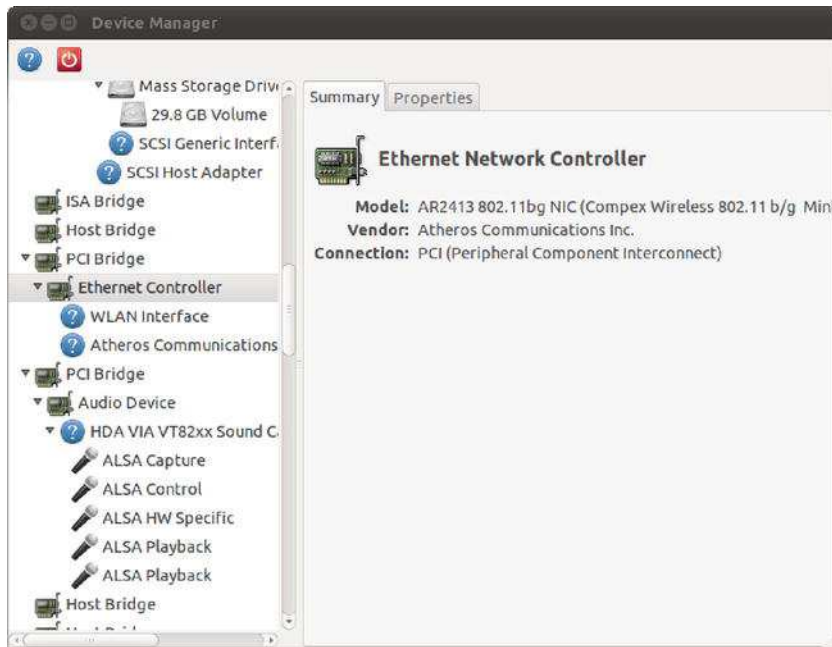 Device Manager
Mass Storage Driv
29.8 GB Volume
SCSI Generic Interf
SCSI Host Adapter
ISA Bridge
Host Bridge
PCI Bridge
Ethernet Controller
WLAN Interface
Atheros Communications
PCI Bridge
Audio Device
HDA VIA VT82xx Sound C
ALSA Capture
ALSA Control
ALSA HW Specific
ALSA Playback
ALSA Playback
Host Bridge
Summary Properties
Ethernet Network Controller
Model: AR2413 802.11bg NIC (Compex Wireless 802.11 b/g Min
Vendor: Atheros Communications Inc.
Connection: PCI (Peripheral Component Interconnect)